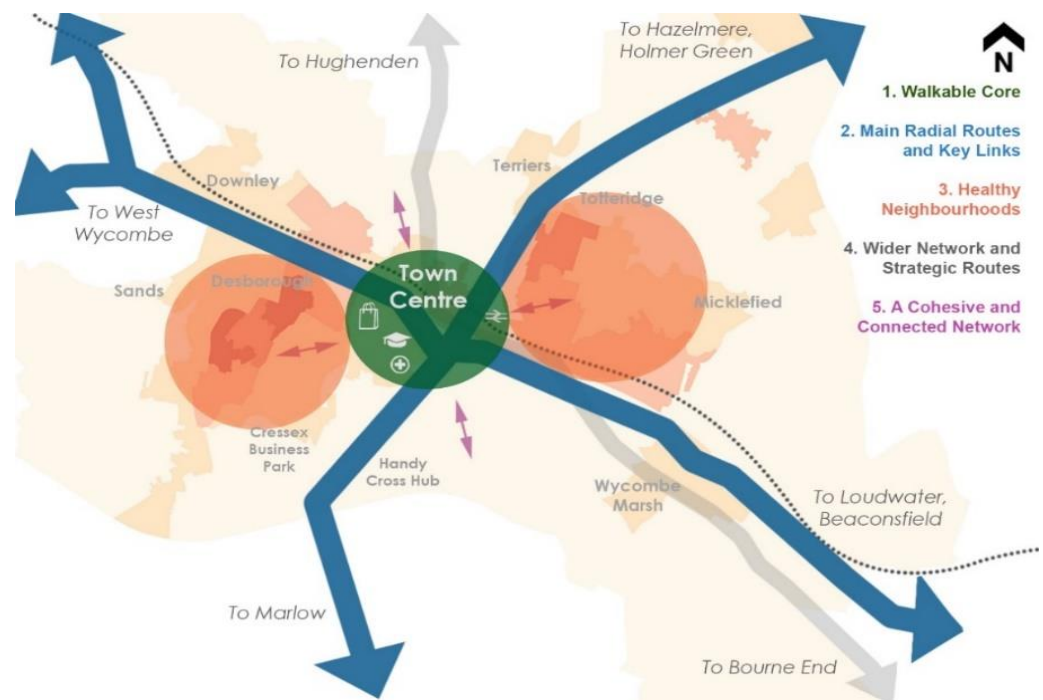 To Hughenden
To Hazelmere,
Holmer Green
N
1. Walkable Core
2. Main Radial Routes
and Key Links
3. Healthy
Neighbourhoods
4. Wider Network and
Strategic Routes
5. A Cohesive and
Connected Network
Terriers
Downley
Totteridge
To West
Wycombe
Town
Centre
Desborough
Sands
Micklefied
Cressex
Business
Park
Handy
Cross Hub
Wycombe
Marsh
To Loudwater,
Beaconsfield
To Marlow
To Bourne End